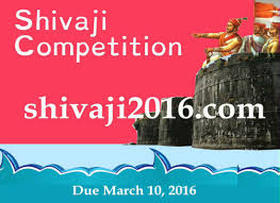 Shivaji
Competition
shivaji2016.com
Due March 10, 2016